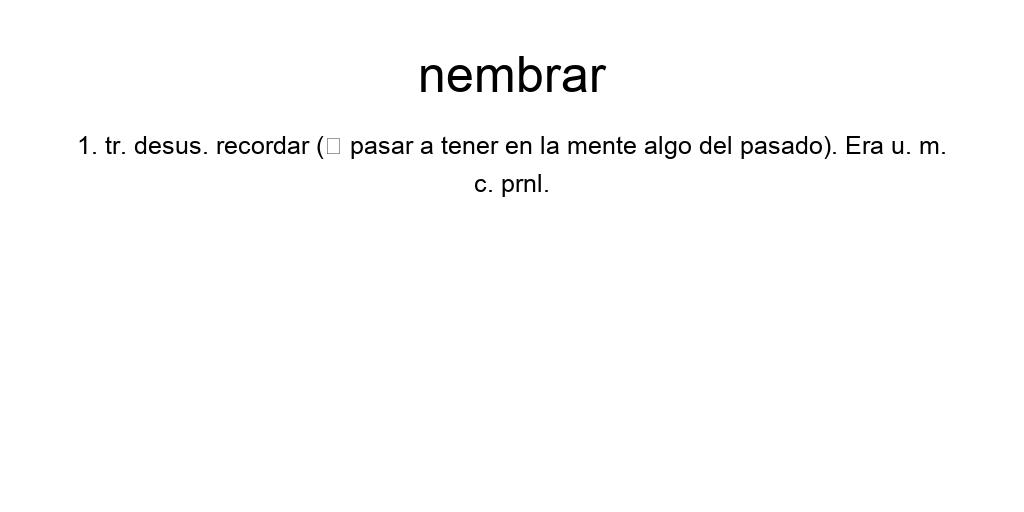 nembrar
1. tr. desus. recordar (□ pasar a tener en la mente algo del pasado). Era u. m.
c. prnl.